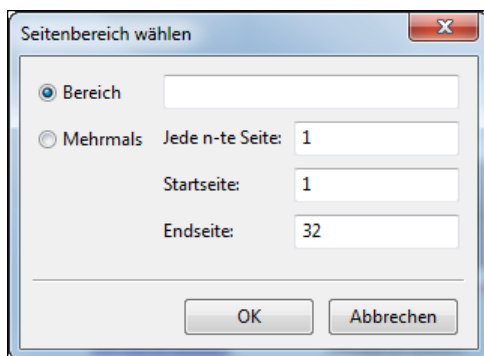 Seitenbereich wählen
Bereich
Mehrmals Jede n-te Seite: 1
Startseite: 1
Endseite: 32
OK Abbrechen